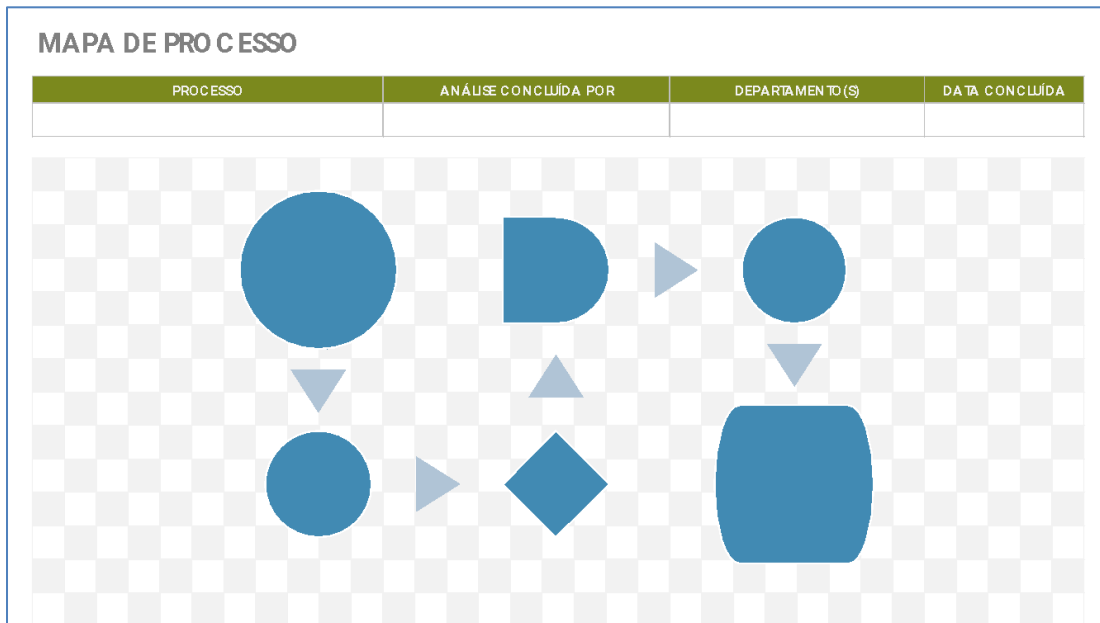 MAPA DE PROCESSO
PROCESSO ANÁLISE CONCLUÍDA POR DEPARTAMENTO(S) DATA CONCLUÍDA